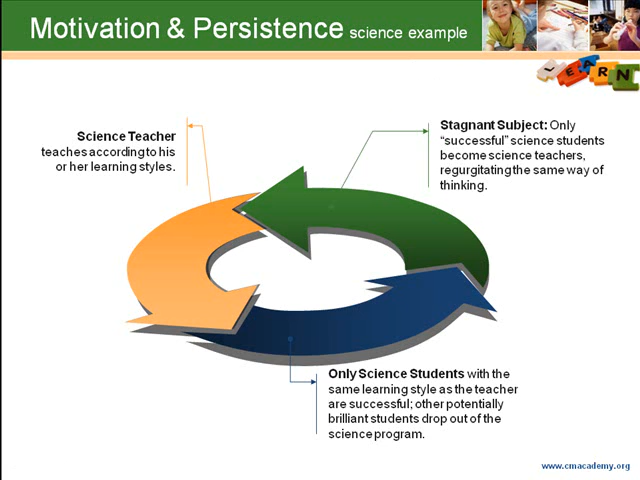 Motivation & Persistence science example
LEARN
Science Teacher
teaches according to his
or her learning styles.
Stagnant Subject: Only
“successful” science students
become science teachers,
regurgitating the same way of
thinking.
Only Science Students with the
same learning style as the teacher
are successful; other potentially
brilliant students drop out of the
science program.
www.cmacademy.org